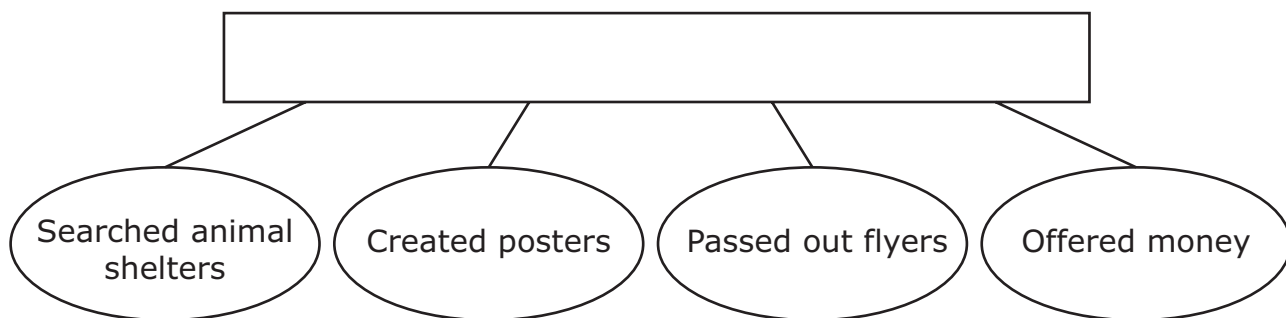 Searched animal
shelters
Created posters
Passed out flyers
Offered money